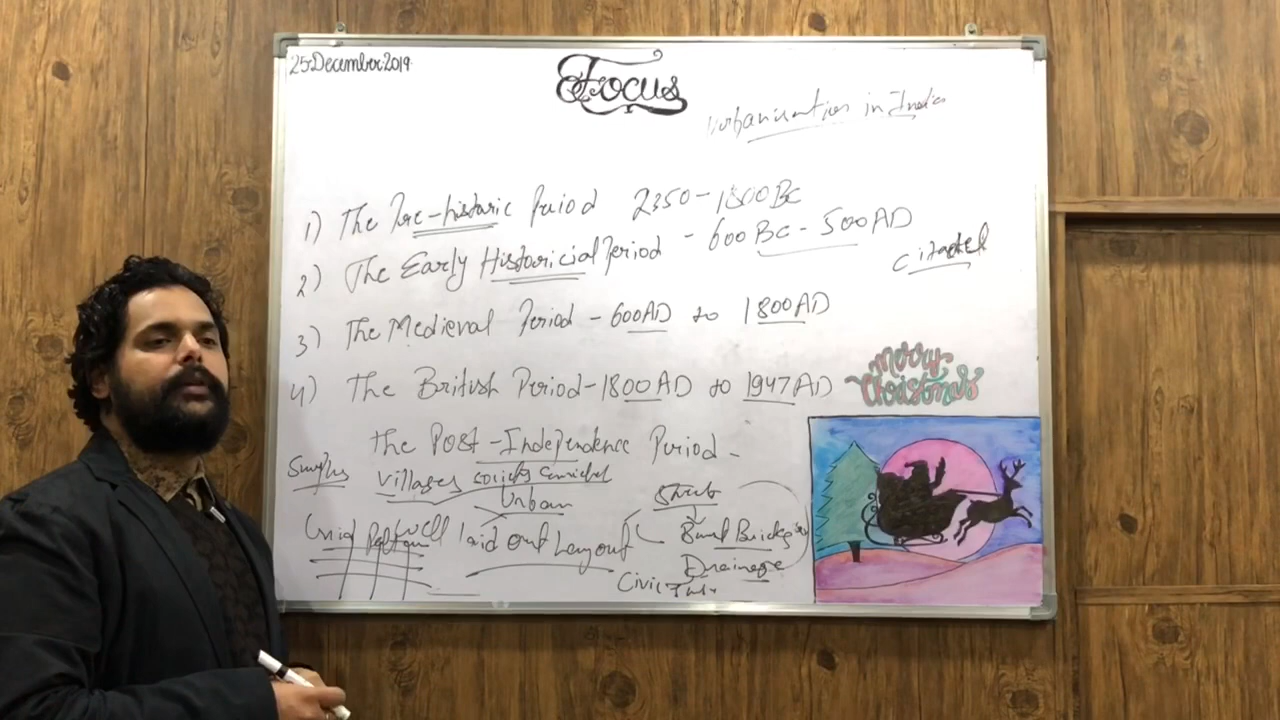 25 December 2019
Focus
Urbanisation in India
1) The Pre-historic Period 2350-1800 BC
2) The Early Historicial Period - 600 BC - 500 AD
Citadel
3) The Medieval Period - 600 AD to 1800 AD
4) The British Period - 1800 AD to 1947 AD
Merry Christmas
The Post-Independence Period -
Surplus
Villages
Urban
Grid Pattern
Well laid out Layout
Burnt Bricks
Drainage
Civic